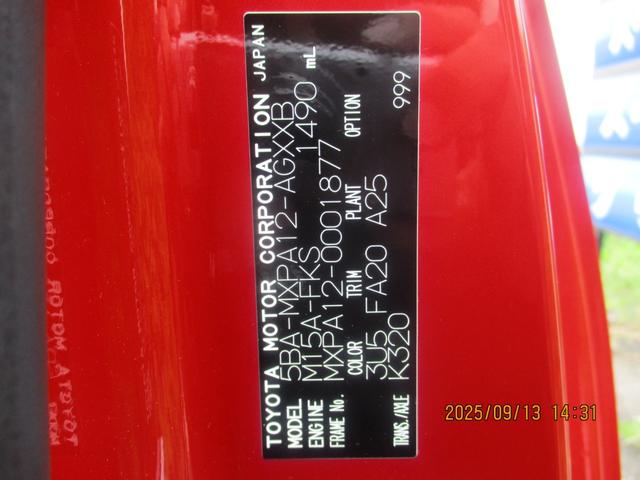 TOYOTA MOTOR CORPORATION JAPAN
MODEL 5BA-MXPA12-AGXXB
ENGINE M15A-FKS 1490 mL
FRAME No. MXPA12-0001877
COLOR TRIM PLANT OPTION
3U5 FA20 A25 999
TRANS./AXLE K320
2025/09/13 14:31